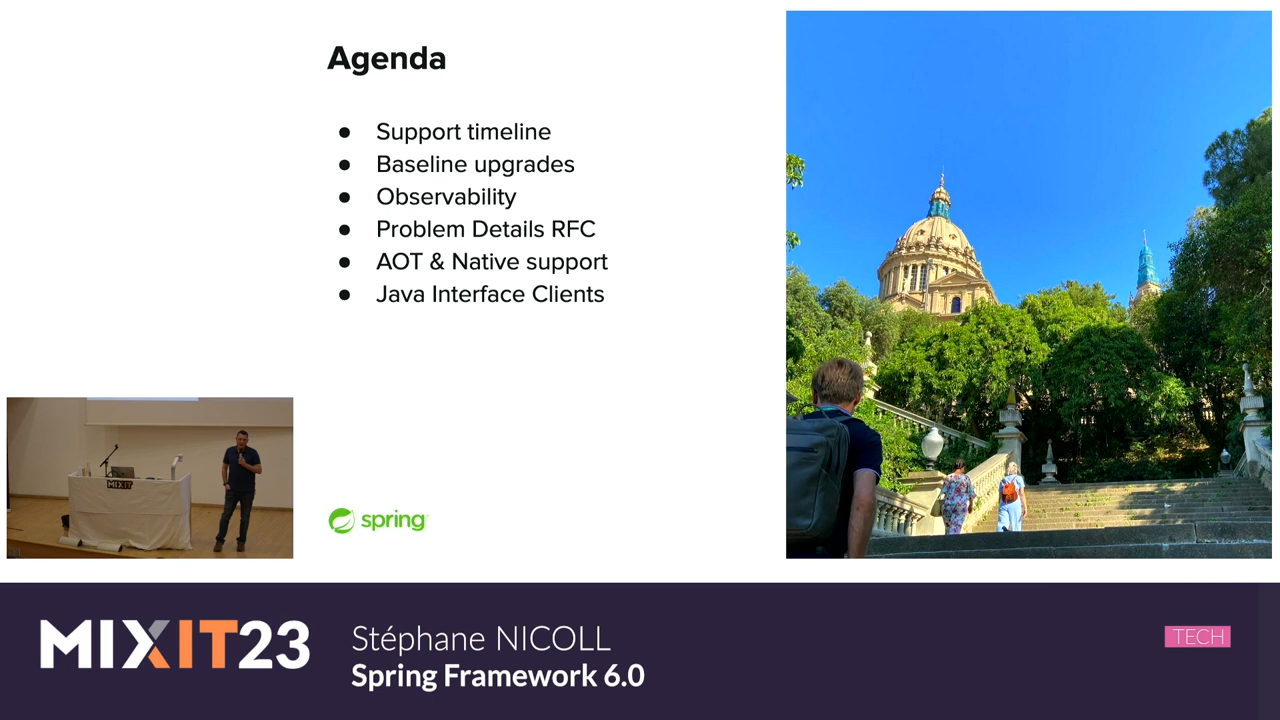 Agenda
● Support timeline
● Baseline upgrades
● Observability
● Problem Details RFC
● AOT & Native support
● Java Interface Clients
MIXIT
spring
MIXIT23
Stéphane NICOLL
Spring Framework 6.0
TECH